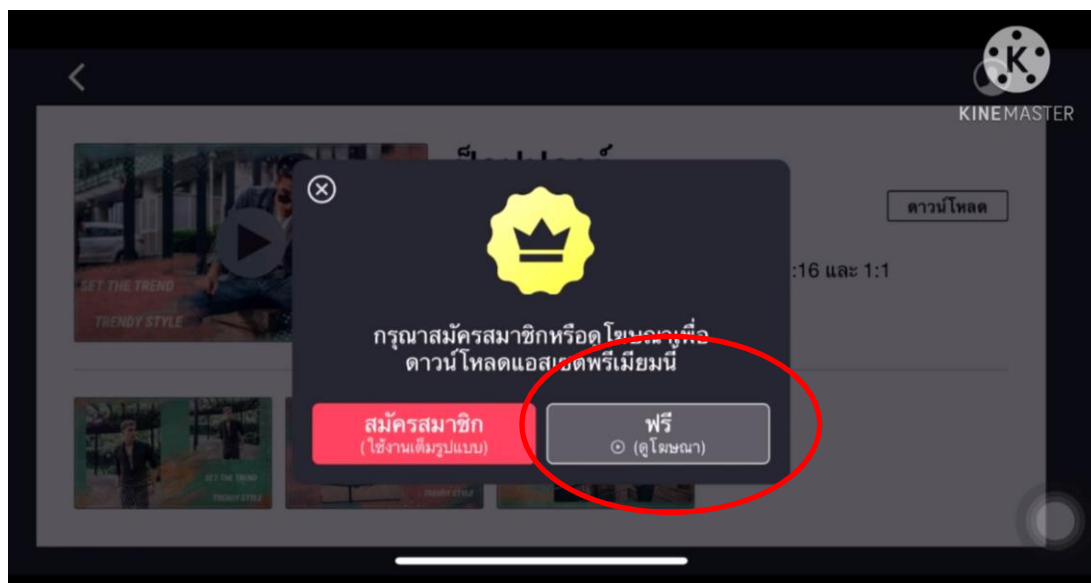 KINEMASTER
ดาวน์โหลด
:16 และ 1:1
SET THE TREND
TRENDY STYLE
กรุณาสมัครสมาชิกหรือดูโฆษณาเพื่อ
ดาวน์โหลดแอสเซตพรีเมียมนี้
สมัครสมาชิก
ฟรี
(ใช้งานเต็มรูปแบบ)
(ดูโฆษณา)
SET THE TREND
TRENDY STYLE
TRENDY STYLE